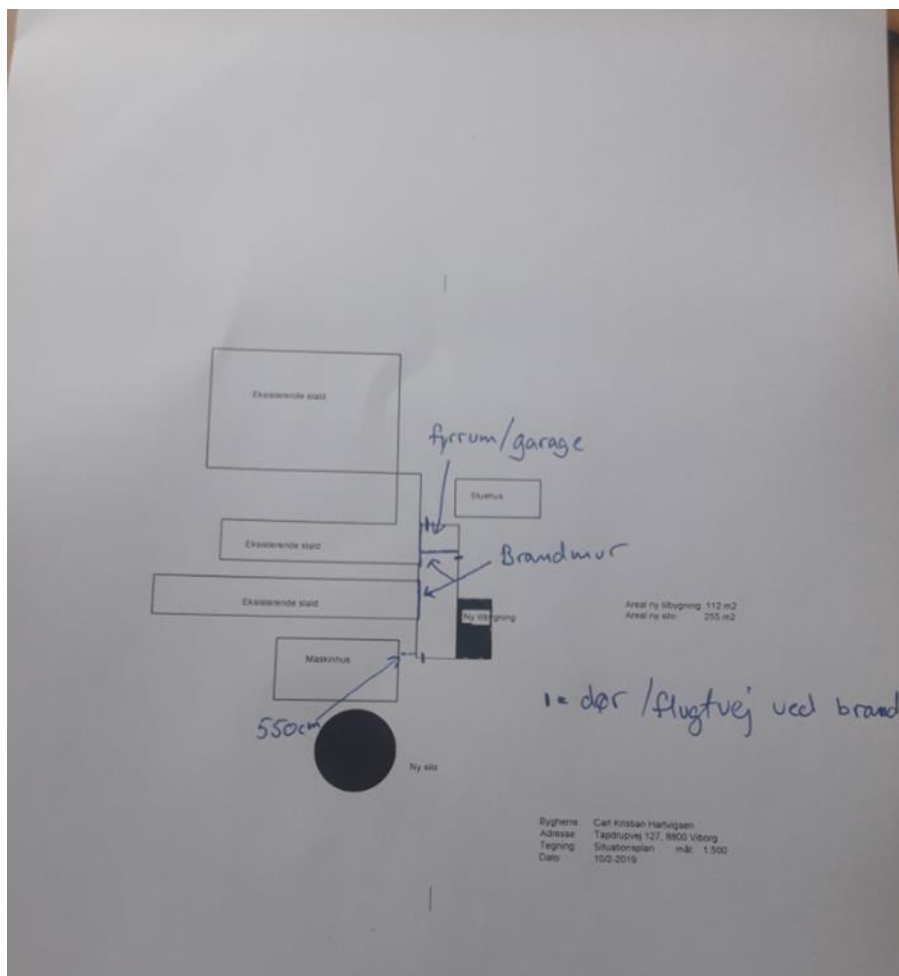 Eksisterende stald
fyrrum/garage
Stuehus
Eksisterende stald
Brandmur
Eksisterende stald
Ny tilbygning
Areal ny tilbygning: 112 m2
Areal ny silo: 255 m2
Maskinhus
1 = dør /flugtvej ved brand
550cm
Ny silo
Bygherre: Carl Kristian Hartvigsen
Adresse: Tapdrupvej 127, 8800 Viborg
Tegning: Situationsplan mål: 1:500
Dato: 10/2-2019